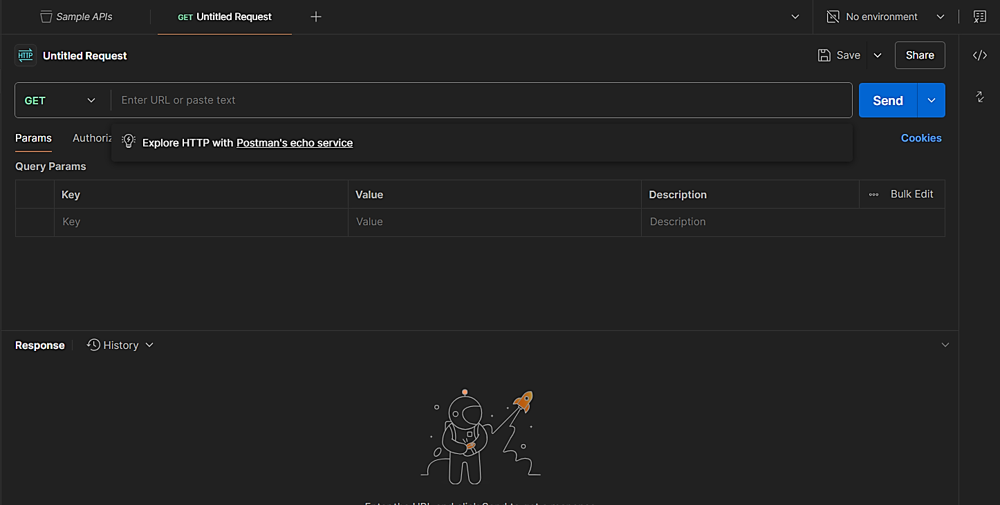 Sample APIs GET Untitled Request No environment
HTTP Untitled Request Save Share
GET Enter URL or paste text Send
Params Authoriz Cookies
Explore HTTP with Postman's echo service
Query Params
Key Value Description Bulk Edit
Key Value Description
Response History